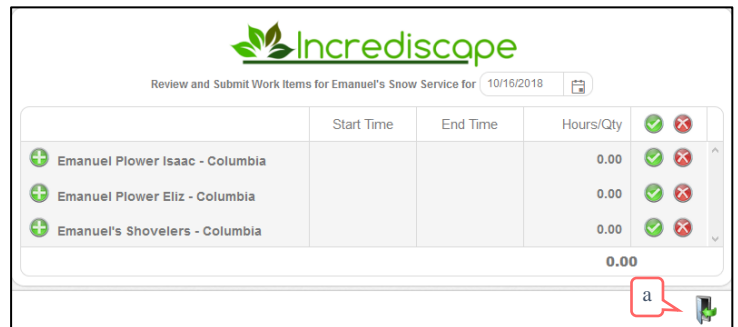 Incrediscape
Review and Submit Work Items for Emanuel's Snow Service for 10/16/2018
Start Time End Time Hours/Qty
Emanuel Plower Isaac - Columbia 0.00
Emanuel Plower Eliz - Columbia 0.00
Emanuel's Shovelers - Columbia 0.00
0.00
a